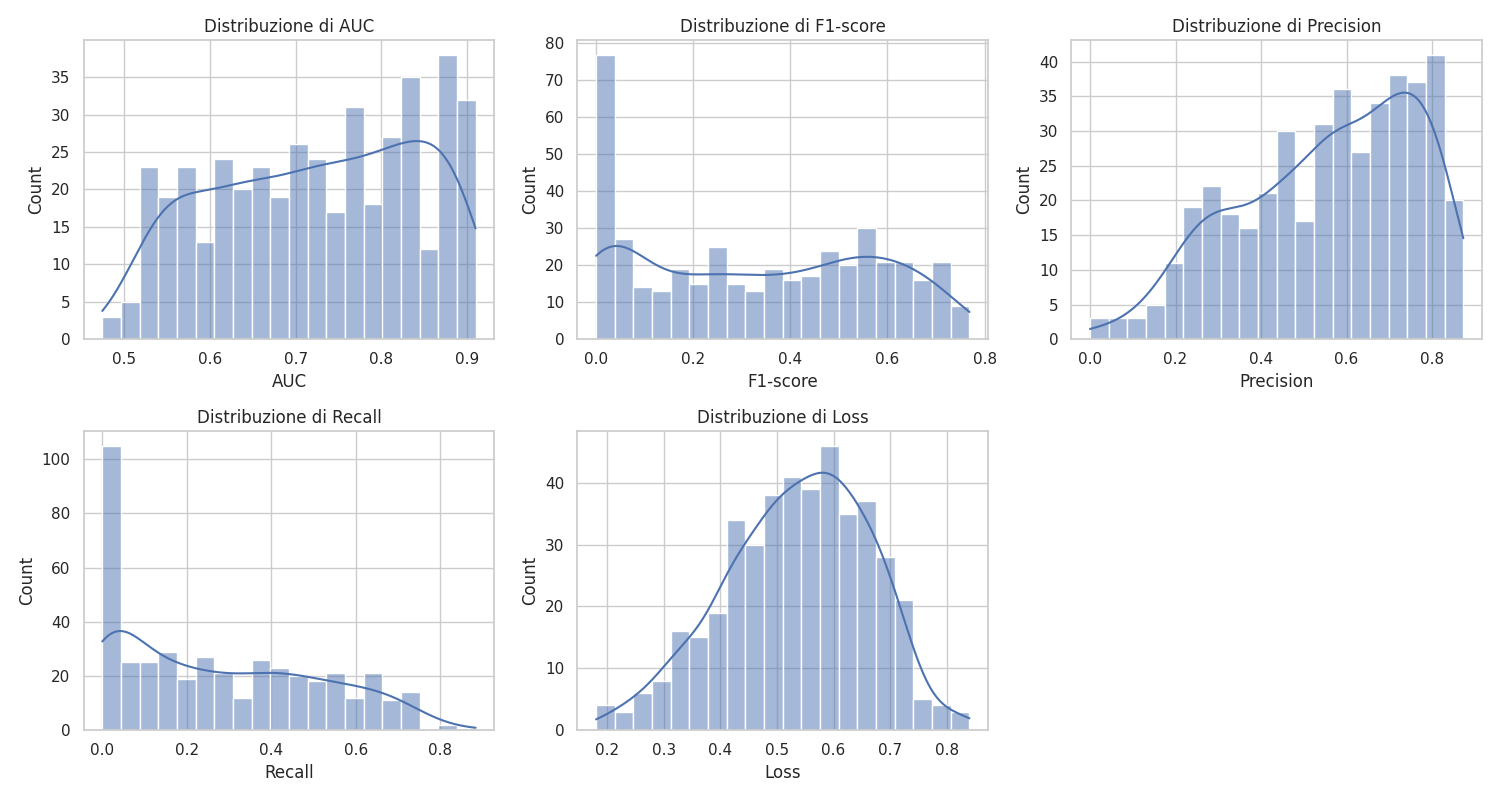 Distribuzione di AUC
Count
35
30
25
20
15
10
5
0
0.5 0.6 0.7 0.8 0.9
AUC
Distribuzione di F1-score
Count
80
70
60
50
40
30
20
10
0
0.0 0.2 0.4 0.6 0.8
F1-score
Distribuzione di Precision
Count
40
35
30
25
20
15
10
5
0
0.0 0.2 0.4 0.6 0.8
Precision
Distribuzione di Recall
Count
100
80
60
40
20
0
0.0 0.2 0.4 0.6 0.8
Recall
Distribuzione di Loss
Count
40
30
20
10
0
0.2 0.3 0.4 0.5 0.6 0.7 0.8
Loss